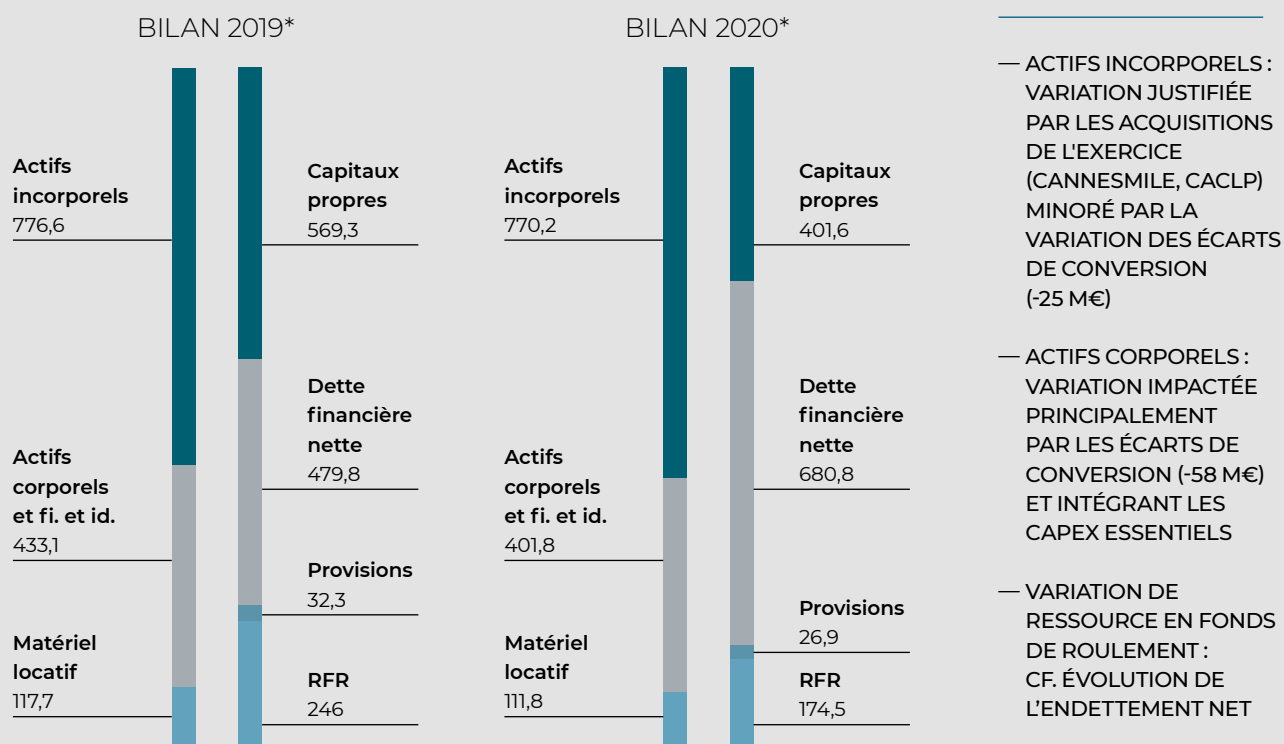 BILAN 2019*
Actifs
incorporels
776,6
Actifs
corporels
et fi. et id.
433,1
Matériel
locatif
117,7
Capitaux
propres
569,3
Dette
financière
nette
479,8
Provisions
32,3
RFR
246
BILAN 2020*
Actifs
incorporels
770,2
Actifs
corporels
et fi. et id.
401,8
Matériel
locatif
111,8
Capitaux
propres
401,6
Dette
financière
nette
680,8
Provisions
26,9
RFR
174,5
— ACTIFS INCORPORELS :
VARIATION JUSTIFIÉE
PAR LES ACQUISITIONS
DE L'EXERCICE
(CANNESMILE, CACLP)
MINORÉ PAR LA
VARIATION DES ÉCARTS
DE CONVERSION
(-25 M€)
— ACTIFS CORPORELS :
VARIATION IMPACTÉE
PRINCIPALEMENT
PAR LES ÉCARTS DE
CONVERSION (-58 M€)
ET INTÉGRANT LES
CAPEX ESSENTIELS
— VARIATION DE
RESSOURCE EN FONDS
DE ROULEMENT :
CF. ÉVOLUTION DE
L’ENDETTEMENT NET